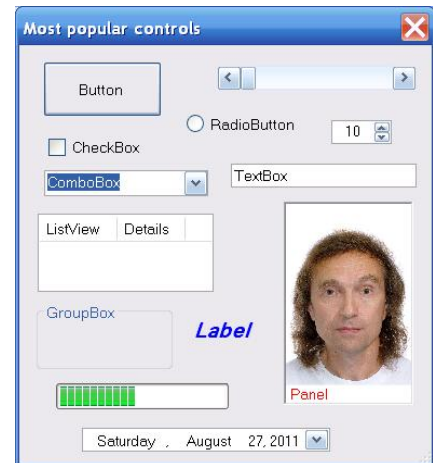 Most popular controls
Button
RadioButton
10
CheckBox
ComboBox
TextBox
ListView Details
GroupBox
Label
Panel
Saturday , August 27, 2011